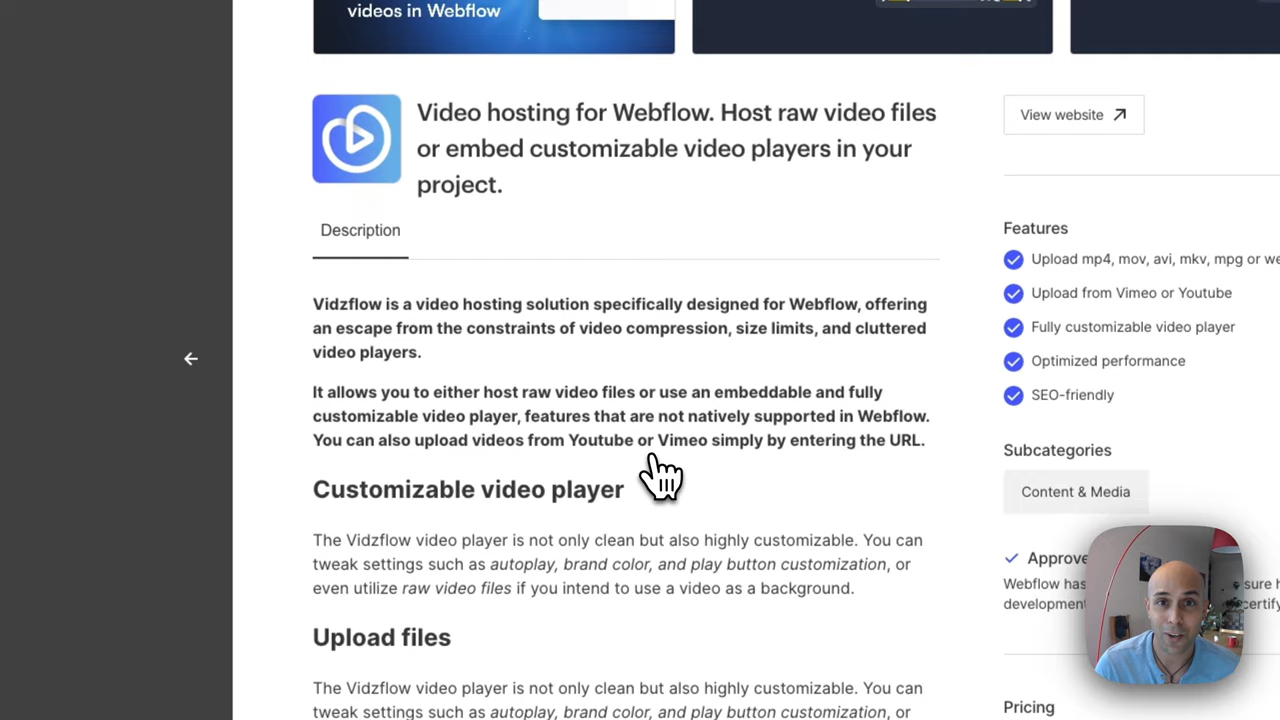 videos in Webflow
Video hosting for Webflow. Host raw video files
or embed customizable video players in your
project.
View website
Description
Vidzflow is a video hosting solution specifically designed for Webflow, offering
an escape from the constraints of video compression, size limits, and cluttered
video players.
It allows you to either host raw video files or use an embeddable and fully
customizable video player, features that are not natively supported in Webflow.
You can also upload videos from Youtube or Vimeo simply by entering the URL.
Customizable video player
The Vidzflow video player is not only clean but also highly customizable. You can
tweak settings such as autoplay, brand color, and play button customization, or
even utilize raw video files if you intend to use a video as a background.
Upload files
The Vidzflow video player is not only clean but also highly customizable. You can
tweak settings such as autoplay, brand color, and play button customization, or
Features
Upload mp4, mov, avi, mkv, mpg or we
Upload from Vimeo or Youtube
Fully customizable video player
Optimized performance
SEO-friendly
Subcategories
Content & Media
Approve
Webflow has sure
development certify
Pricing